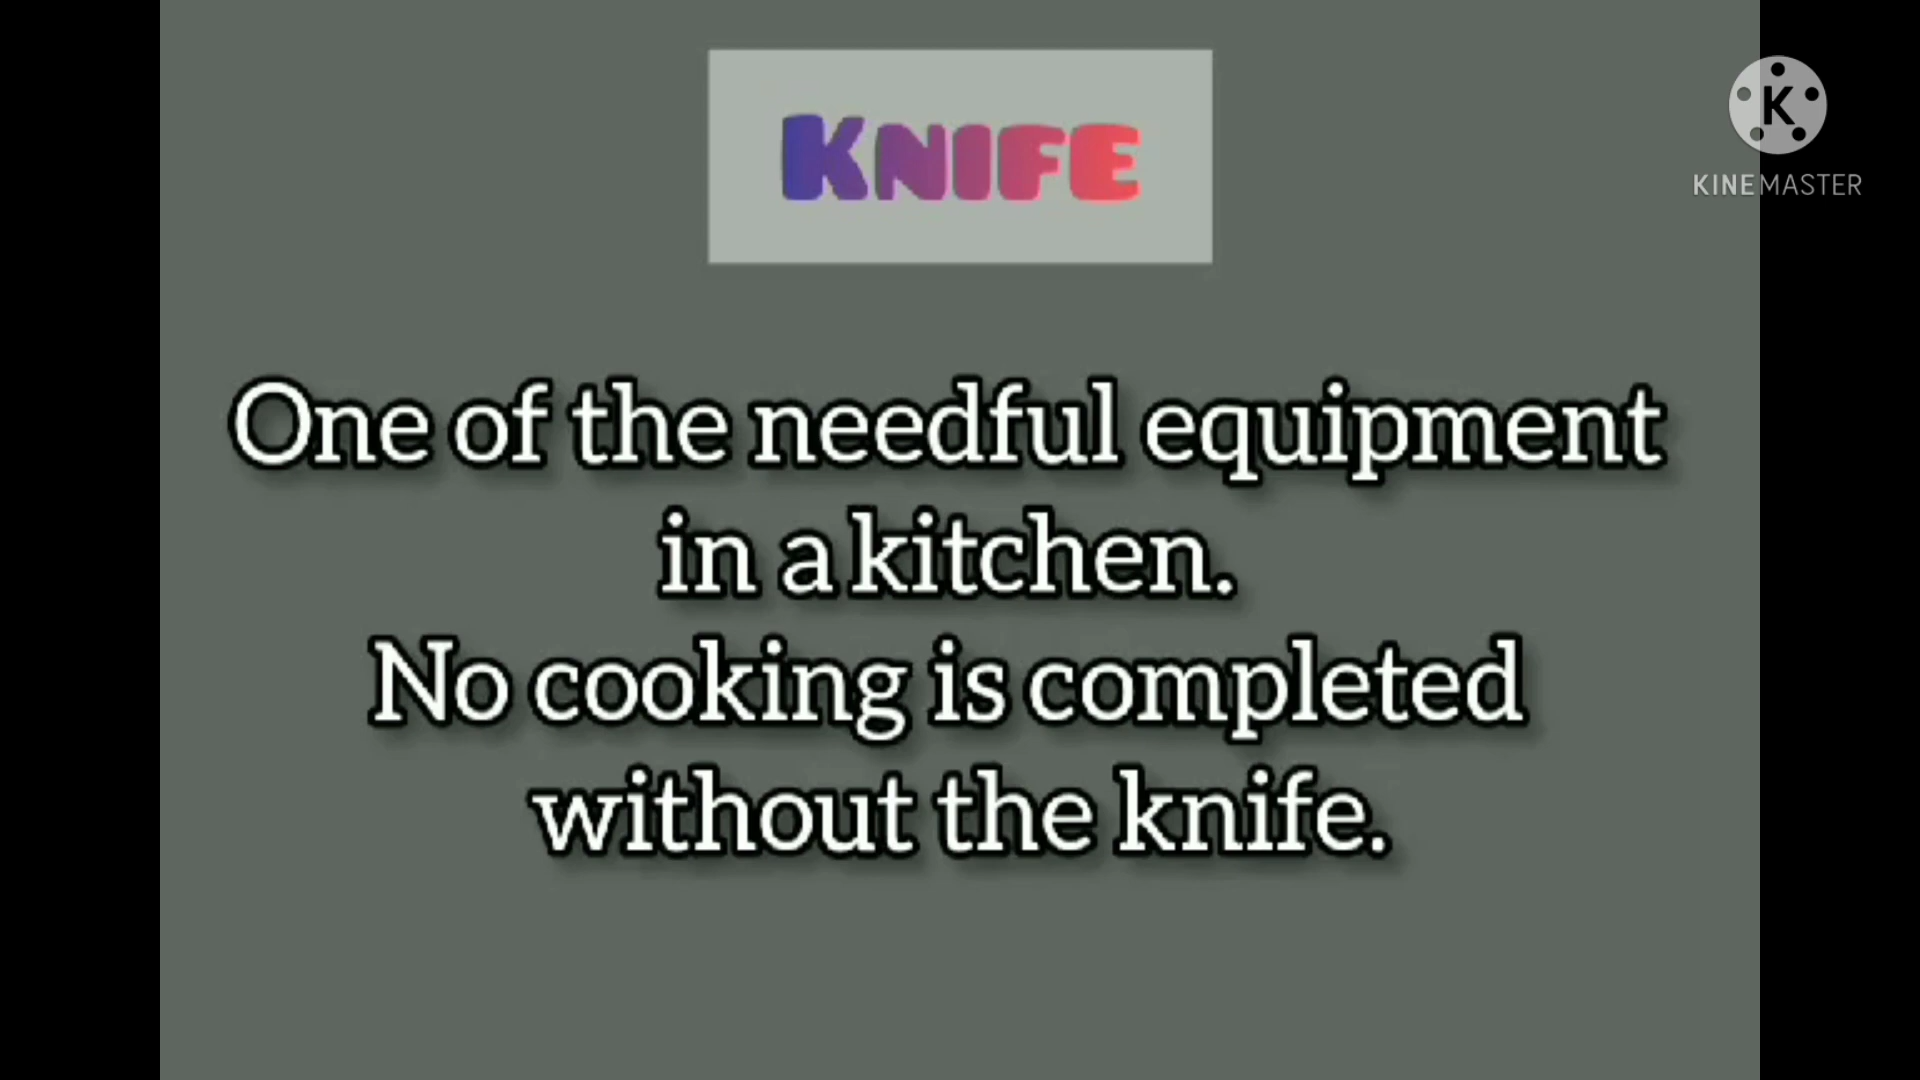 KNIFE
K
KINEMASTER
One of the needful equipment
in a kitchen.
No cooking is completed
without the knife.